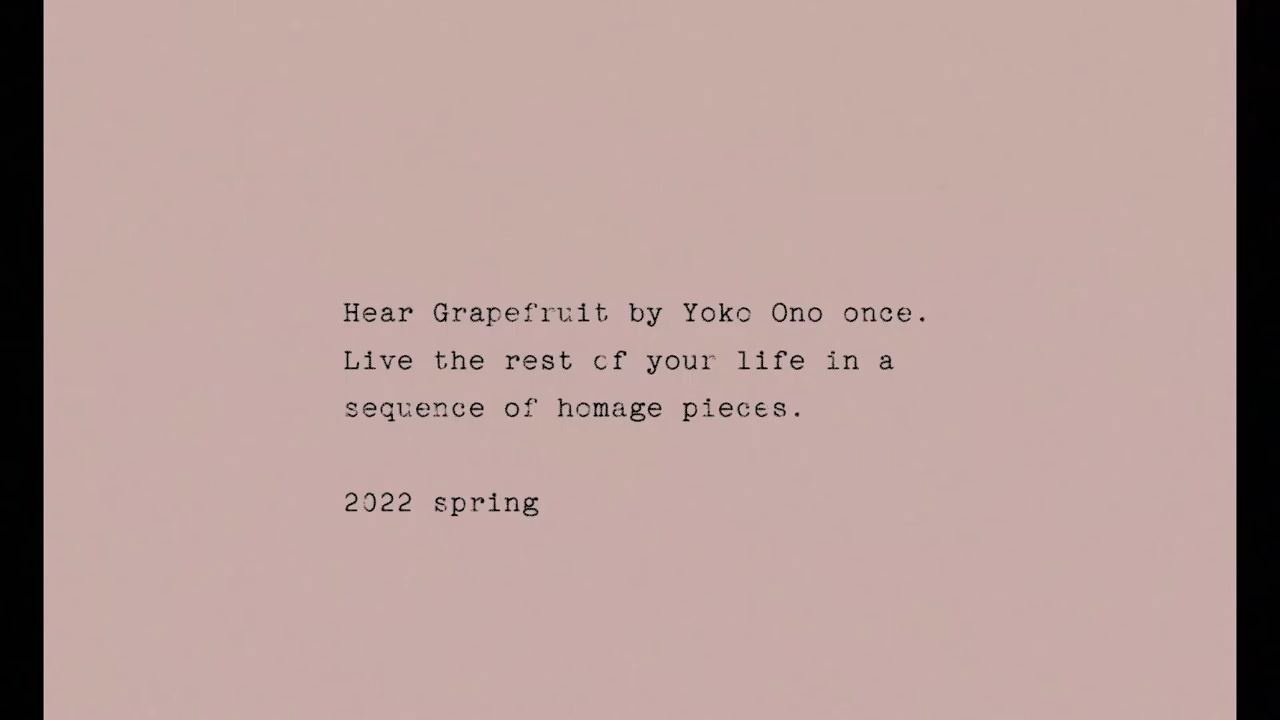 Hear Grapefruit by Yoko Ono once.
Live the rest of your life in a
sequence of homage pieces.
2022 spring